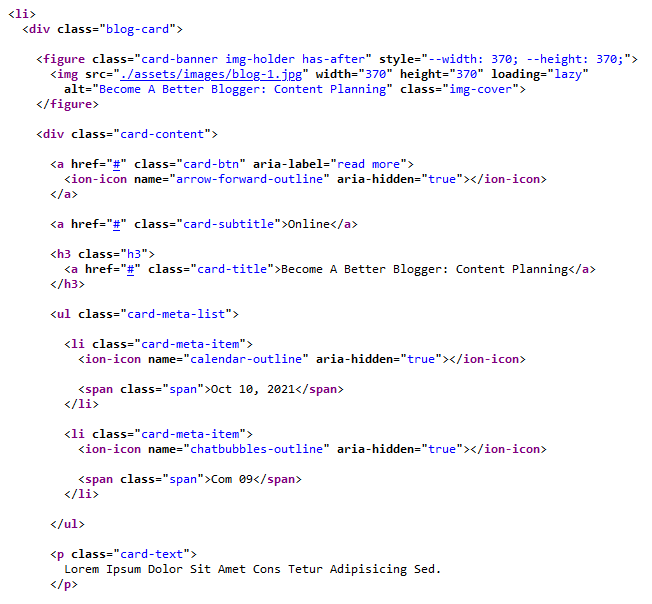 <li>
<div class="blog-card">
<figure class="card-banner img-holder has-after" style="--width: 370; --height: 370;">
<img src="./assets/images/blog-1.jpg" width="370" height="370" loading="lazy"
alt="Become A Better Blogger: Content Planning" class="img-cover">
</figure>
<div class="card-content">
<a href="#" class="card-btn" aria-label="read more">
<ion-icon name="arrow-forward-outline" aria-hidden="true"></ion-icon>
</a>
<a href="#" class="card-subtitle">Online</a>
<h3 class="h3">
<a href="#" class="card-title">Become A Better Blogger: Content Planning</a>
</h3>
<ul class="card-meta-list">
<li class="card-meta-item">
<ion-icon name="calendar-outline" aria-hidden="true"></ion-icon>
<span class="span">Oct 10, 2021</span>
</li>
<li class="card-meta-item">
<ion-icon name="chatbubbles-outline" aria-hidden="true"></ion-icon>
<span class="span">Com 09</span>
</li>
</ul>
<p class="card-text">
Lorem Ipsum Dolor Sit Amet Cons Tetur Adipisicing Sed.
</p>